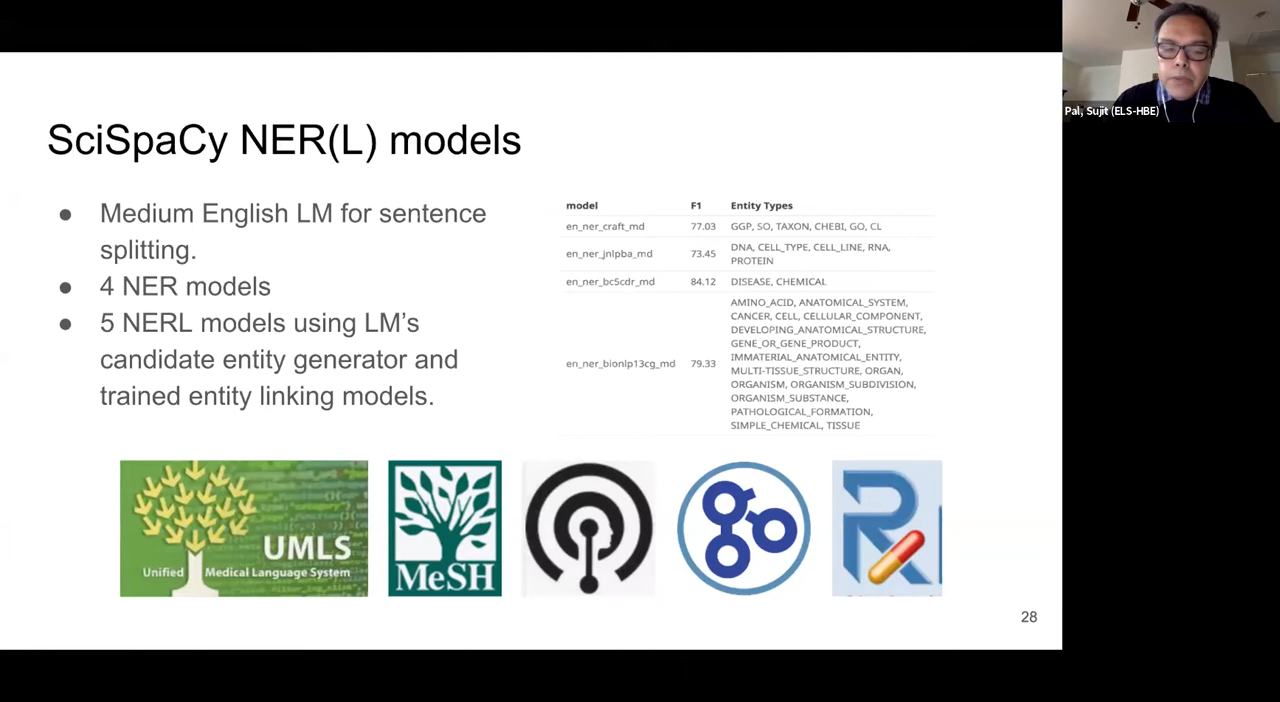 Pal, Sujit (ELS-HBE)
SciSpaCy NER(L) models
● Medium English LM for sentence
splitting.
● 4 NER models
● 5 NERL models using LM's
candidate entity generator and
trained entity linking models.
model F1 Entity Types
en_ner_craft_md 77.03 GGP, SO, TAXON, CHEBI, GO, CL
en_ner_jnlpba_md 73.45 DNA, CELL_TYPE, CELL_LINE, RNA,
PROTEIN
en_ner_bc5cdr_md 84.12 DISEASE, CHEMICAL
AMINO_ACID, ANATOMICAL_SYSTEM,
CANCER, CELL, CELLULAR_COMPONENT,
DEVELOPING_ANATOMICAL_STRUCTURE,
GENE_OR_GENE_PRODUCT,
IMMATERIAL_ANATOMICAL_ENTITY,
en_ner_bionlp13cg_md 79.33 MULTI-TISSUE_STRUCTURE, ORGAN,
ORGANISM, ORGANISM_SUBDIVISION,
ORGANISM_SUBSTANCE,
PATHOLOGICAL_FORMATION,
SIMPLE_CHEMICAL, TISSUE
UMLS
Unified Medical Language System
MeSH
go
R
28